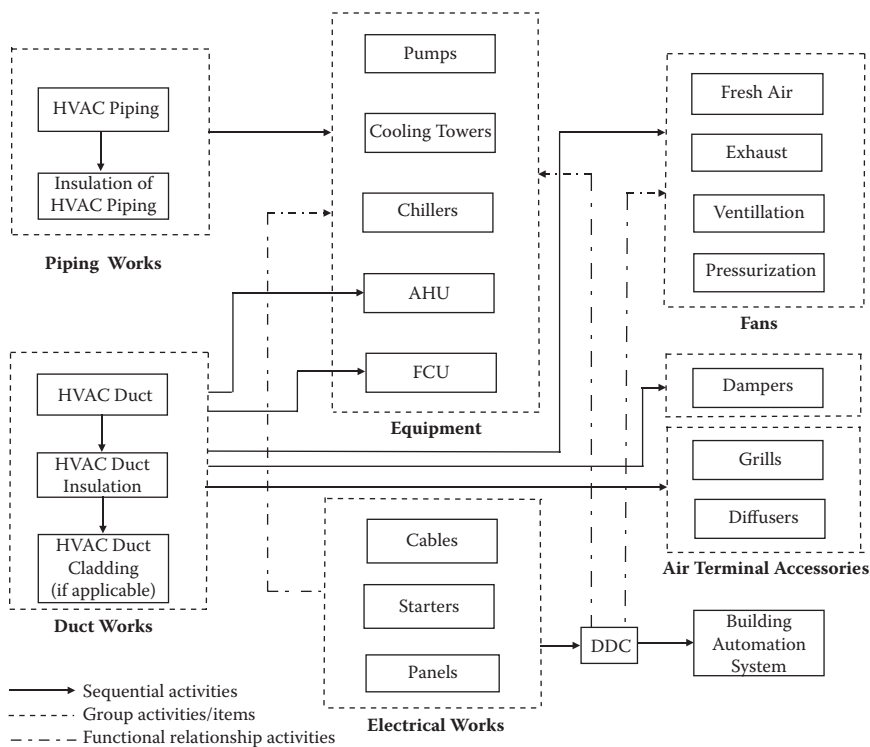 HVAC Piping
Insulation of
HVAC Piping
Piping Works
Pumps
Cooling Towers
Chillers
AHU
FCU
Equipment
Fresh Air
Exhaust
Ventillation
Pressurization
Fans
HVAC Duct
HVAC Duct
Insulation
HVAC Duct
Cladding
(if applicable)
Duct Works
Dampers
Grills
Diffusers
Air Terminal Accessories
Cables
Starters
Panels
Electrical Works
DDC
Building
Automation
System
Sequential activities
Group activities/items
Functional relationship activities